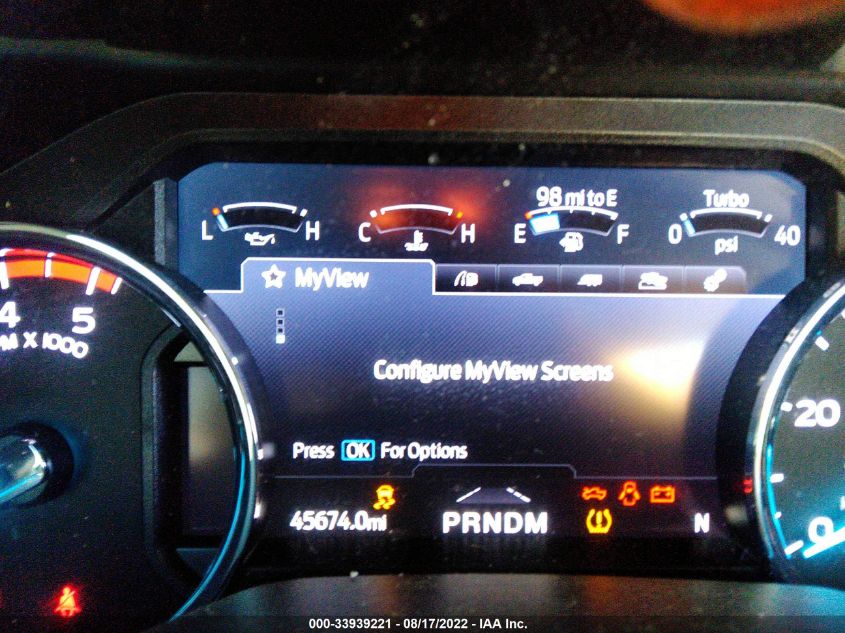 98 mi to E Turbo
L H C H E F 0 40
psi
MyView
4 5
M X 1000
Configure MyView Screens
20
Press OK For Options
45674.0mi PRNDM N
0
000-33939221 - 08/17/2022 - IAA Inc.